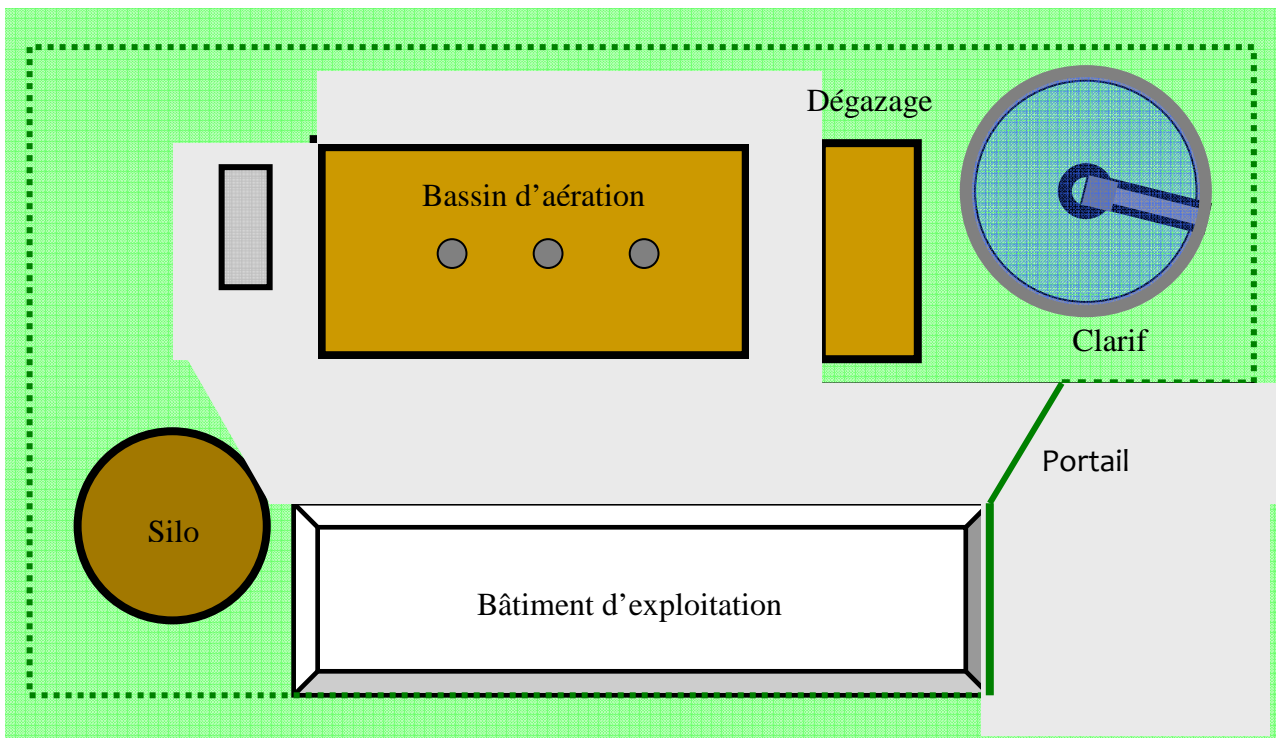 Dégazage
Bassin d’aération
Clarif
Portail
Silo
Bâtiment d’exploitation